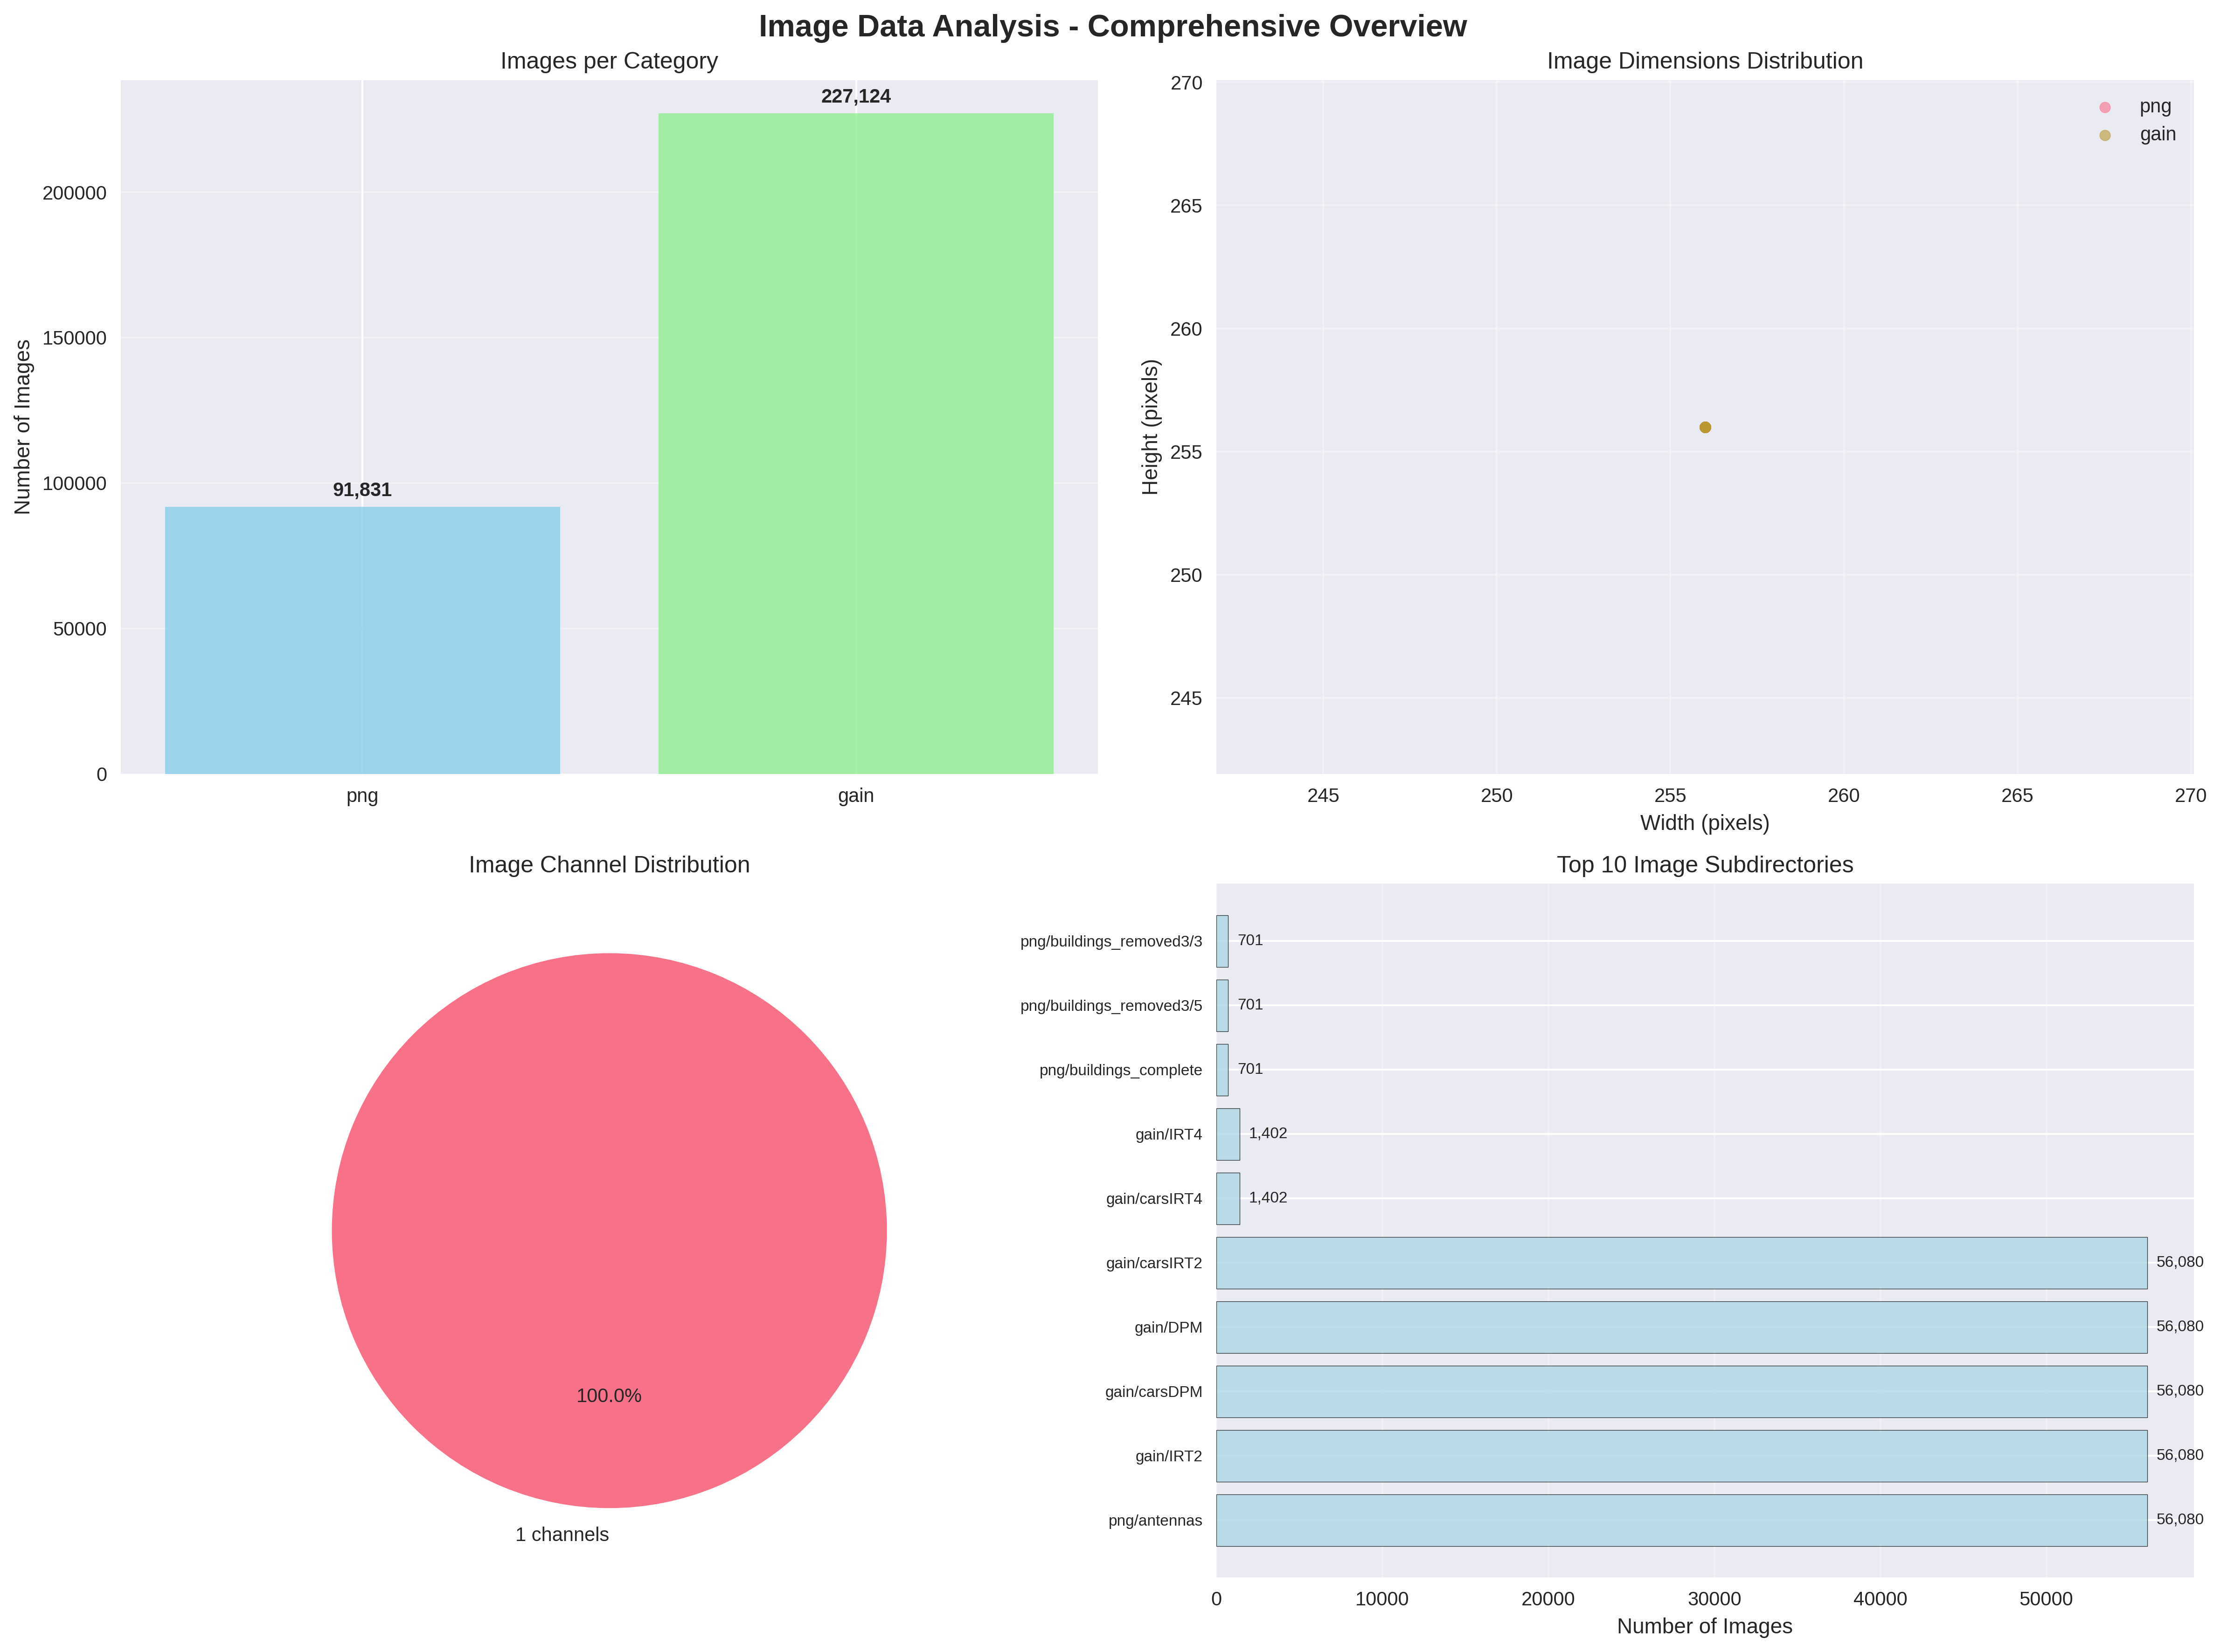 Image Data Analysis - Comprehensive Overview
Images per Category
227,124
91,831
200000
150000
100000
50000
0
Number of Images
png
gain
Image Dimensions Distribution
png
gain
270
265
260
255
250
245
Height (pixels)
245
250
255
260
265
270
Width (pixels)
Image Channel Distribution
100.0%
1 channels
Top 10 Image Subdirectories
png/buildings_removed3/3
701
png/buildings_removed3/5
701
png/buildings_complete
701
gain/IRT4
1,402
gain/carsIRT4
1,402
gain/carsIRT2
56,080
gain/DPM
56,080
gain/carsDPM
56,080
gain/IRT2
56,080
png/antennas
56,080
0
10000
20000
30000
40000
50000
Number of Images